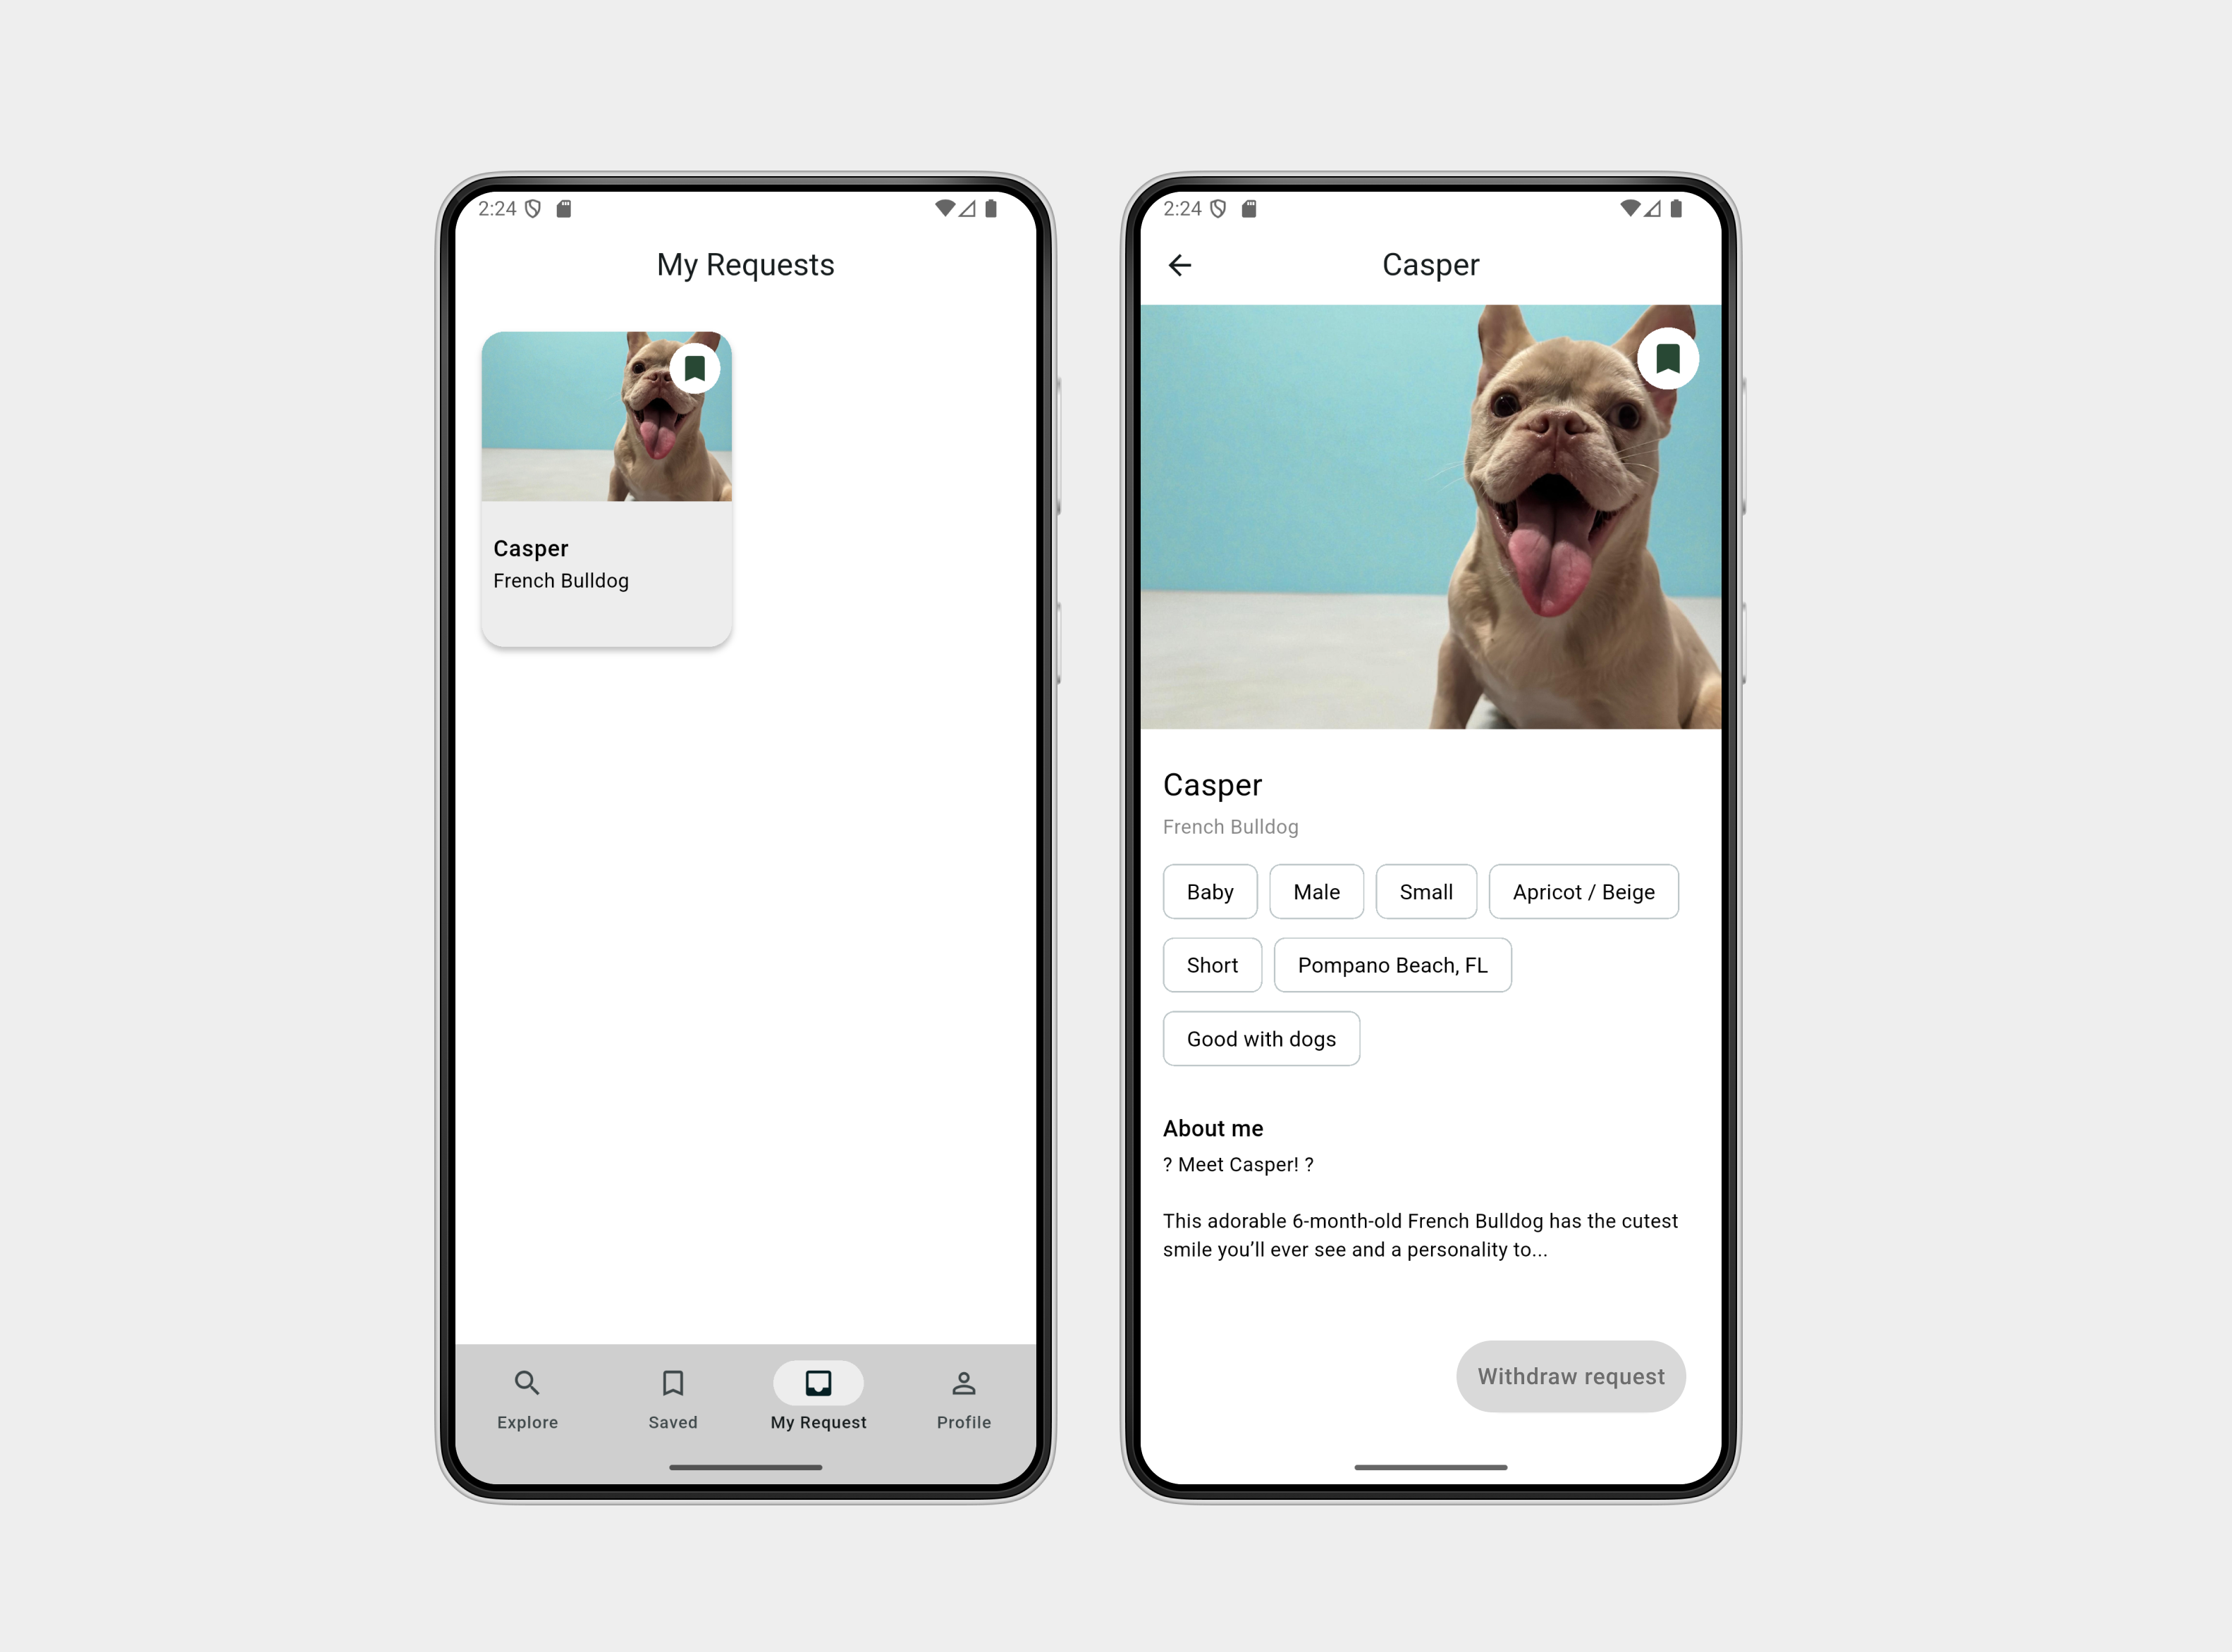 2:24
My Requests
Casper
French Bulldog
Explore
Saved
My Request
Profile
2:24
Casper
Casper
French Bulldog
Baby
Male
Small
Apricot / Beige
Short
Pompano Beach, FL
Good with dogs
About me
? Meet Casper! ?
This adorable 6-month-old French Bulldog has the cutest
smile you’ll ever see and a personality to...
Withdraw request